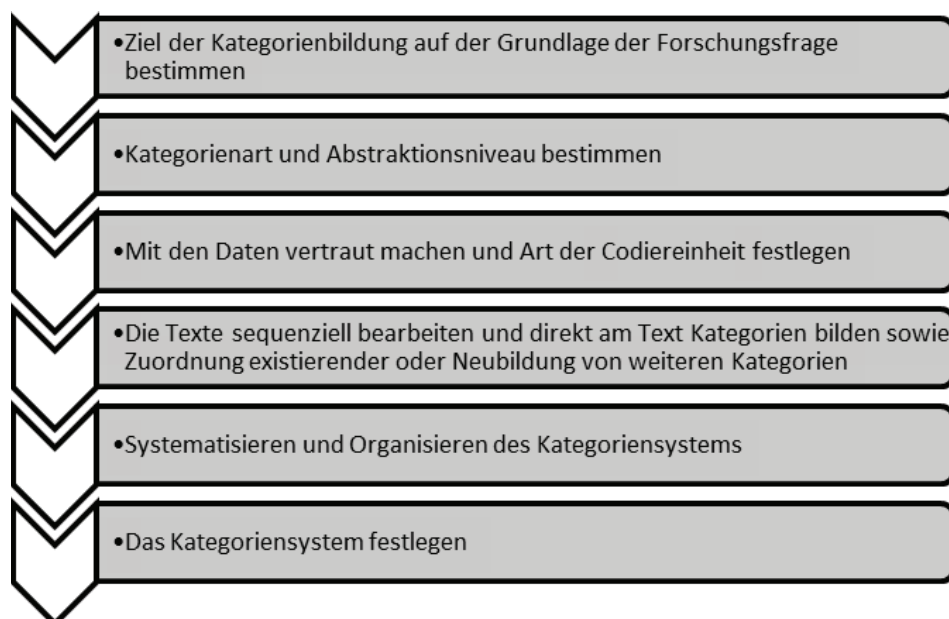 •Ziel der Kategorienbildung auf der Grundlage der Forschungsfrage
bestimmen
•Kategorienart und Abstraktionsniveau bestimmen
•Mit den Daten vertraut machen und Art der Codiereinheit festlegen
•Die Texte sequenziell bearbeiten und direkt am Text Kategorien bilden sowie
Zuordnung existierender oder Neubildung von weiteren Kategorien
•Systematisieren und Organisieren des Kategoriensystems
•Das Kategoriensystem festlegen